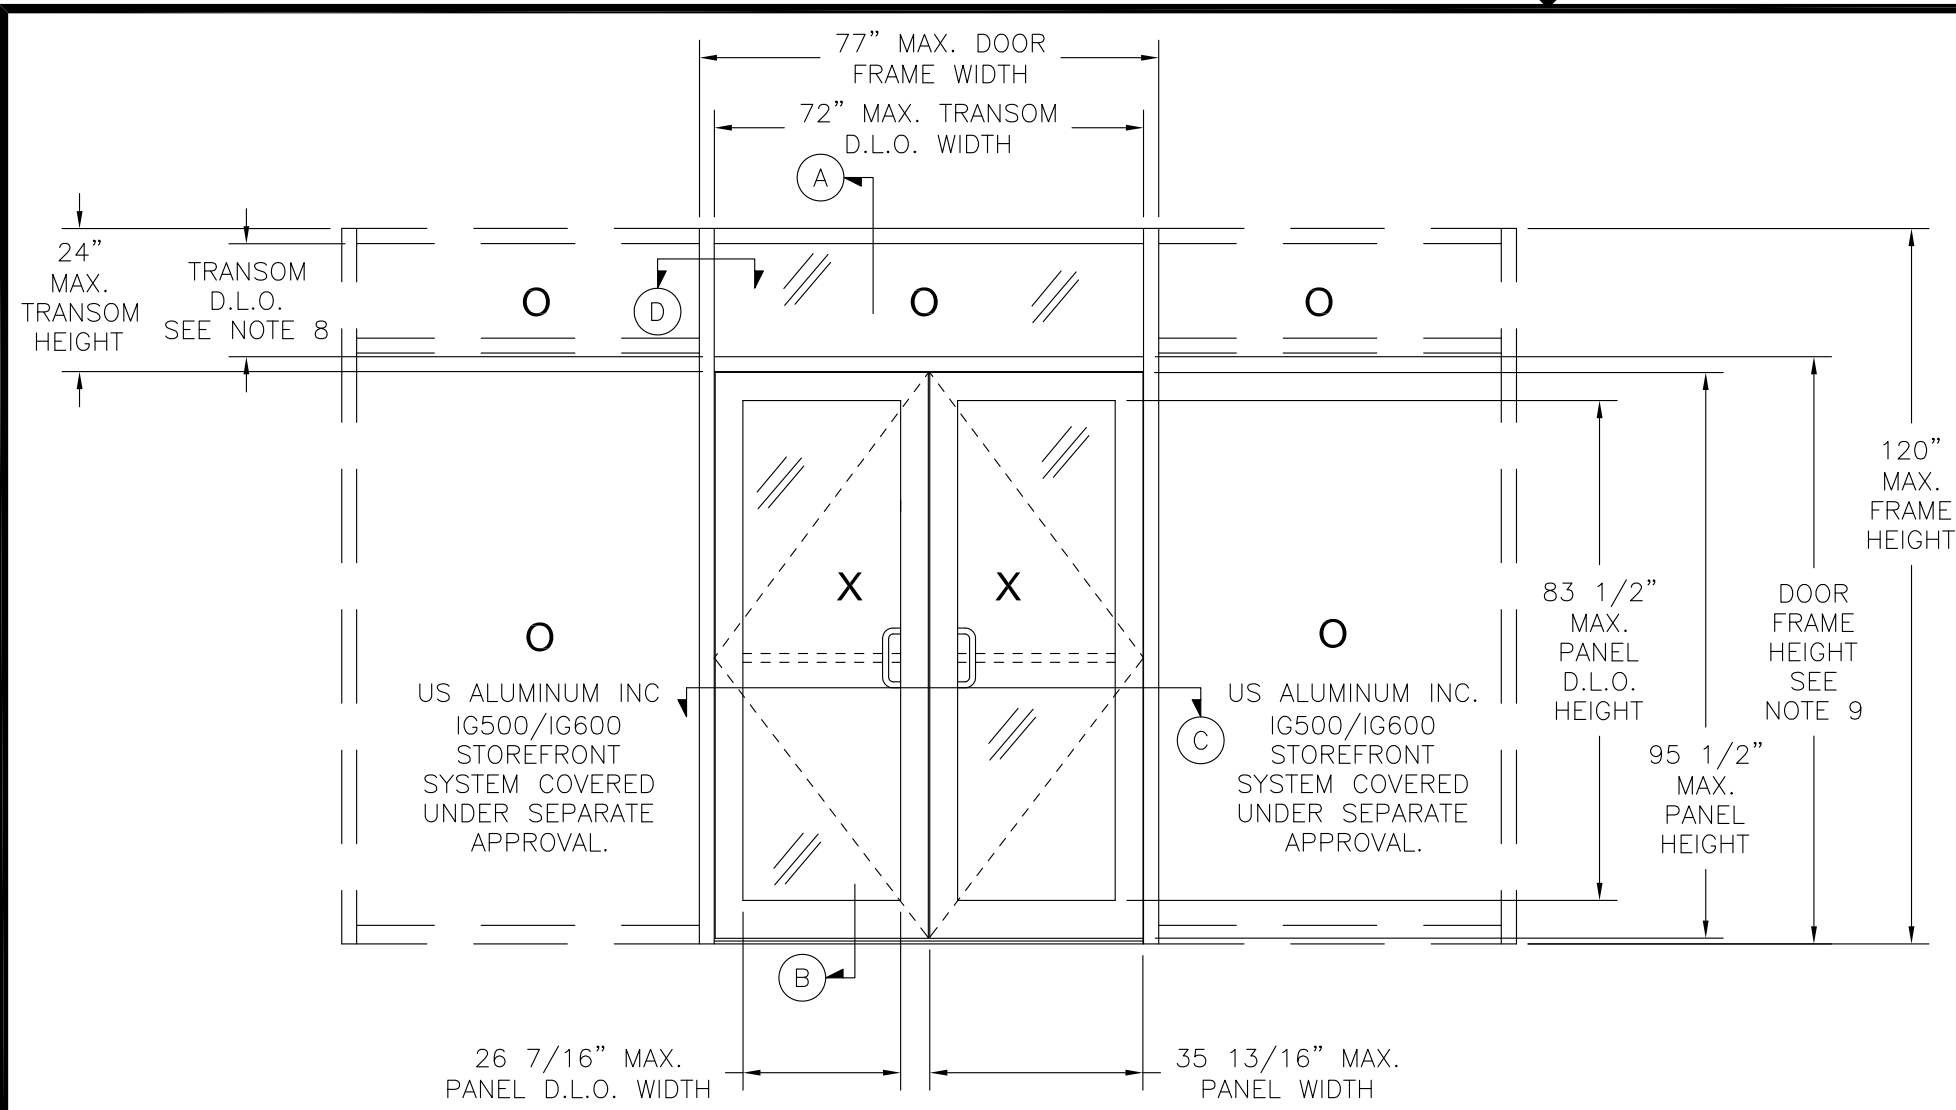 77” MAX. DOOR
FRAME WIDTH
72” MAX. TRANSOM
D.L.O. WIDTH
A
24”
MAX.
TRANSOM
HEIGHT
TRANSOM
D.L.O.
SEE NOTE 8
O
D
O
O
120”
MAX.
FRAME
HEIGHT
X
X
83 1/2”
MAX.
PANEL
D.L.O.
HEIGHT
DOOR
FRAME
HEIGHT
SEE
NOTE 9
O
US ALUMINUM INC
IG500/IG600
STOREFRONT
SYSTEM COVERED
UNDER SEPARATE
APPROVAL.
O
US ALUMINUM INC.
IG500/IG600
STOREFRONT
SYSTEM COVERED
UNDER SEPARATE
APPROVAL.
C
95 1/2”
MAX.
PANEL
HEIGHT
B
26 7/16” MAX.
PANEL D.L.O. WIDTH
35 13/16” MAX.
PANEL WIDTH